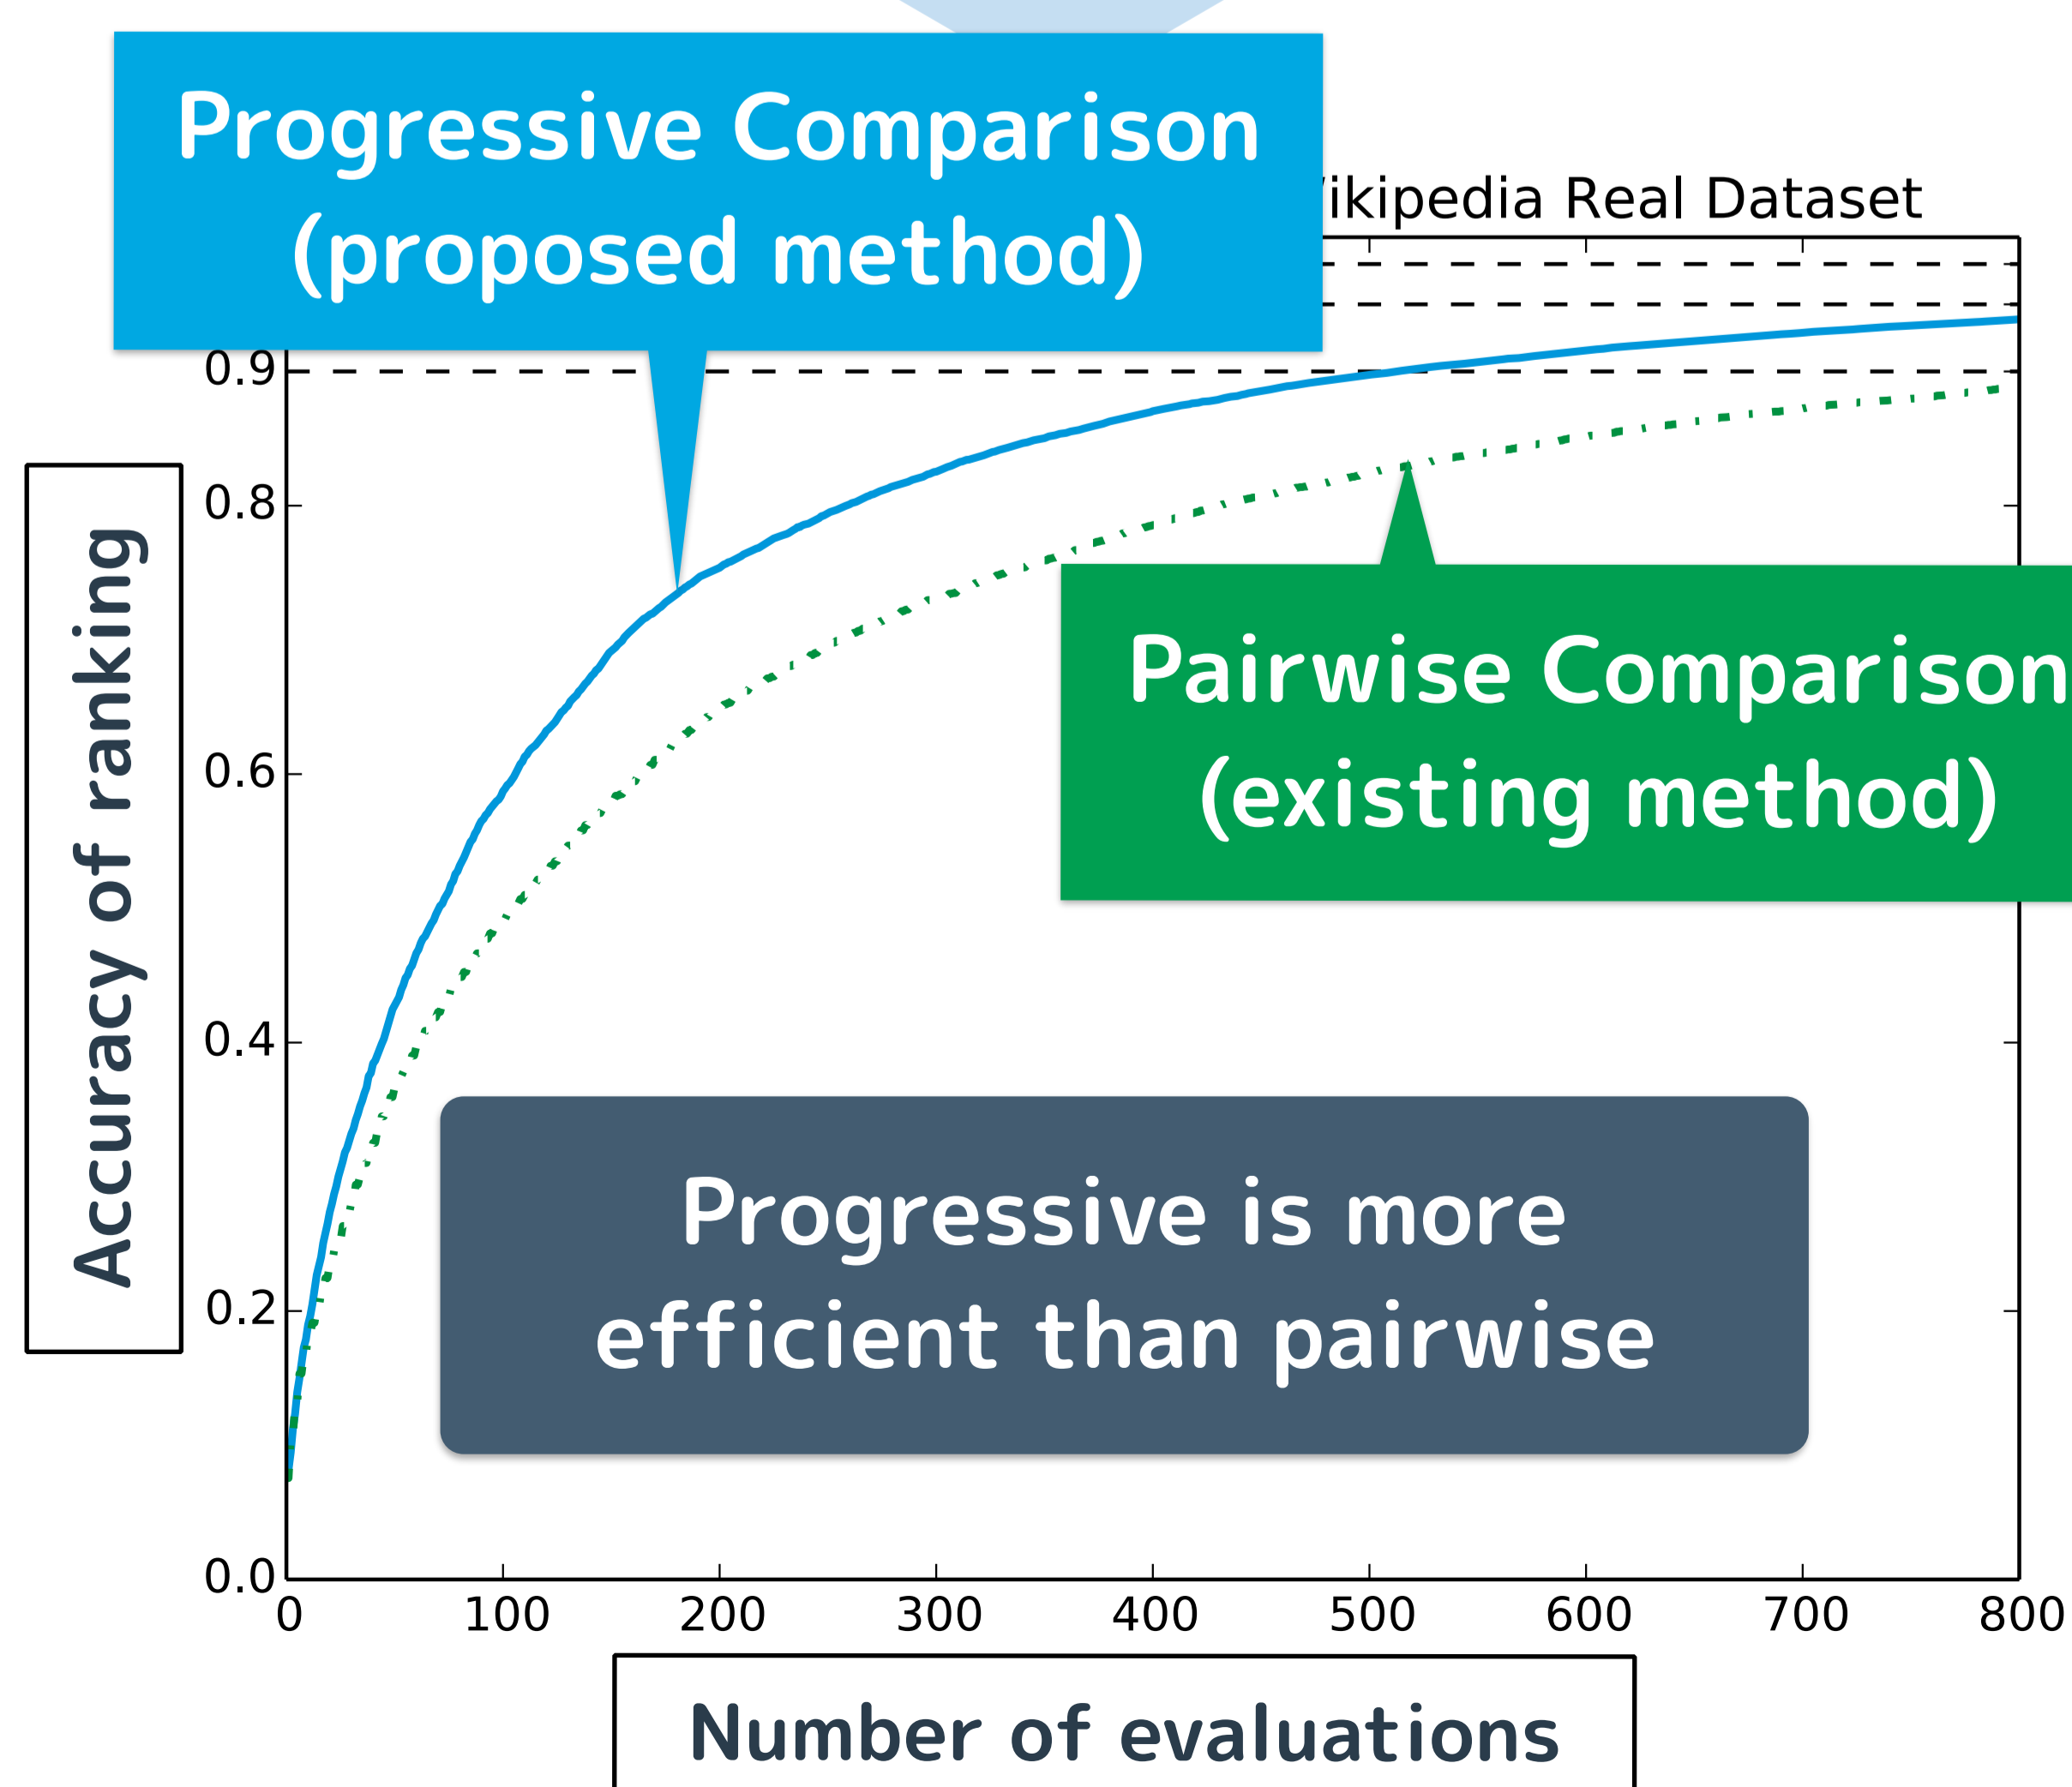 Progressive Comparison
(proposed method)
Real Dataset
0.9
0.8
0.6
0.4
0.2
0.0
Accuracy of ranking
Pairwise Comparison
(existing method)
Progressive is more
efficient than pairwise
0 100 200 300 400 500 600 700 800
Number of evaluations